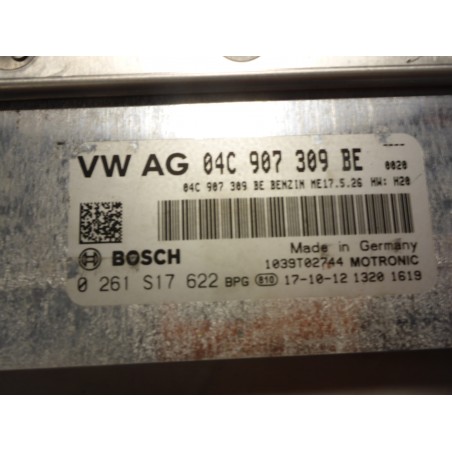 VW AG 04C 907 309 BE 0020
04C 907 309 BE BENZIN ME17.5.26 HW: H20
BOSCH
Made in Germany
1039T02744 MOTRONIC
0 261 S17 622 BPG 810 17-10-12 1320 1619